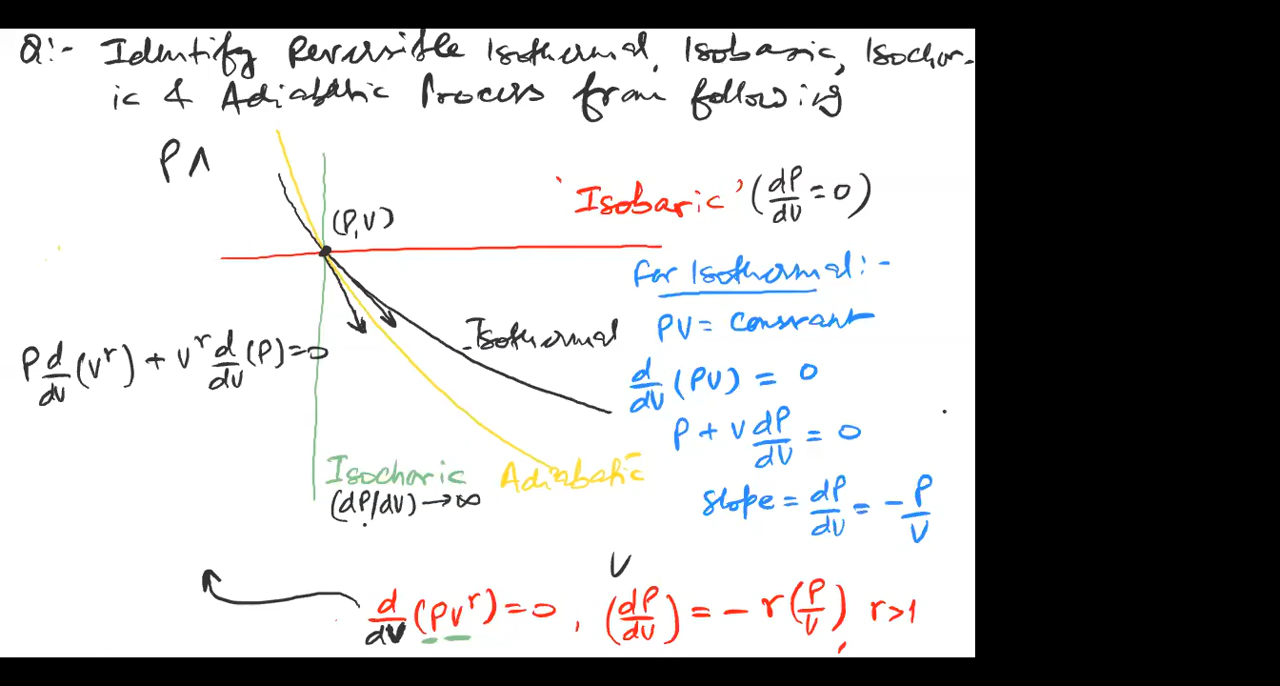 Q:- Identify Reversible Isothermal, Isobaric, Isochor-
ic & Adiabatic Process from following
P ∧
'Isobaric' (dP/dV = 0)
(P,V)
For Isothermal:-
PV = constant
Isothermal
P d/dV (V^r) + V^r d/dV (P) = 0
d/dV (PV) = 0
P + V dP/dV = 0
Isochoric
Adiabatic
(dP/dV) → ∞
Slope = dP/dV = - P/V
V
d/dV (PV^r) = 0, (dP/dV) = - r (P/V), r>1